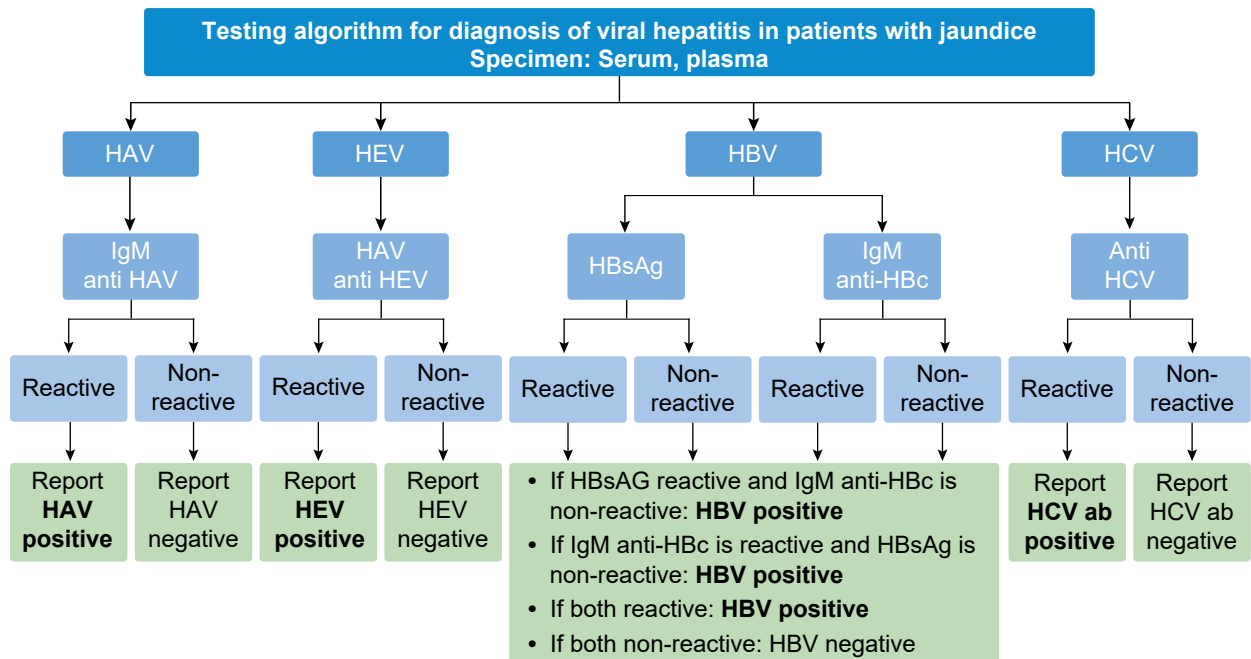 Testing algorithm for diagnosis of viral hepatitis in patients with jaundice
Specimen: Serum, plasma
HAV
HEV
HBV
HCV
IgM
anti HAV
HAV
anti HEV
HBsAg
IgM
anti-HBc
Anti
HCV
Reactive
Non-
reactive
Reactive
Non-
reactive
Reactive
Non-
reactive
Reactive
Non-
reactive
Reactive
Non-
reactive
Report
HAV
positive
Report
HAV
negative
Report
HEV
positive
Report
HEV
negative
• If HBsAG reactive and IgM anti-HBc is
non-reactive: HBV positive
• If IgM anti-HBc is reactive and HBsAg is
non-reactive: HBV positive
• If both reactive: HBV positive
• If both non-reactive: HBV negative
Report
HCV ab
positive
Report
HCV ab
negative